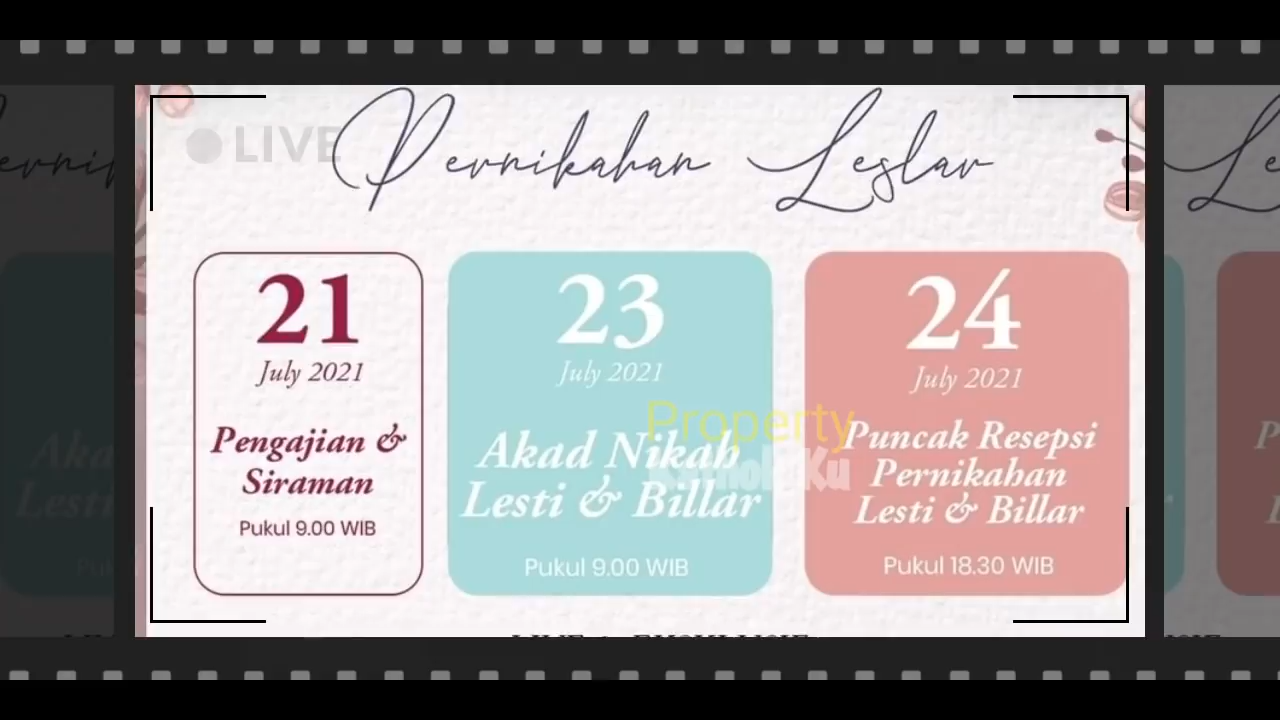 LIVE
Pernikahan Leslar
21
July 2021
Pengajian &
Siraman
Pukul 9.00 WIB
23
July 2021
Akad Nikah
Lesti & Billar
Pukul 9.00 WIB
24
July 2021
Puncak Resepsi
Pernikahan
Lesti & Billar
Pukul 18.30 WIB
Property